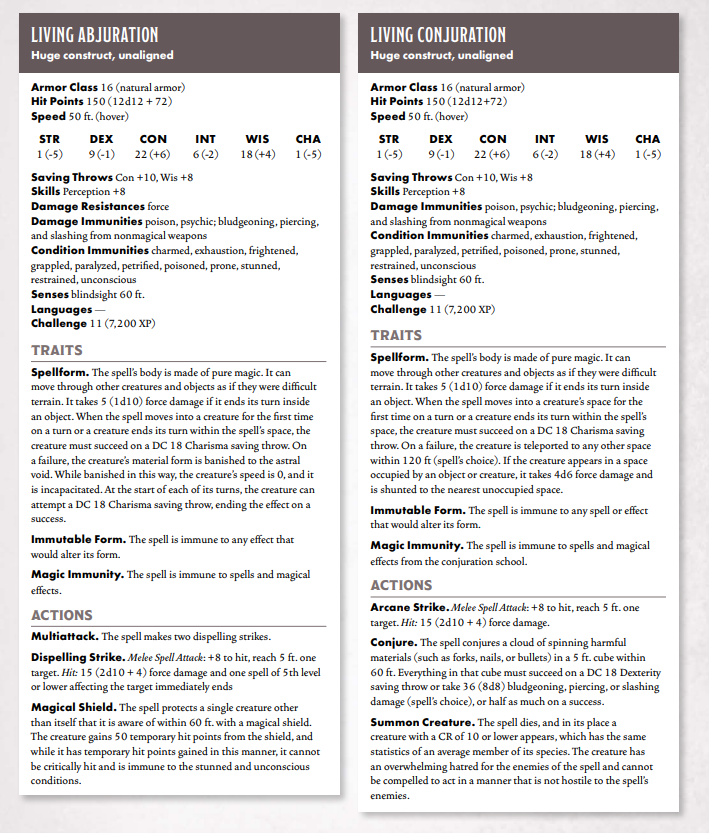 LIVING ABJURATION
Huge construct, unaligned
Armor Class 16 (natural armor)
Hit Points 150 (12d12 + 72)
Speed 50 ft. (hover)
STR DEX CON INT WIS CHA
1 (-5) 9 (-1) 22 (+6) 6 (-2) 18 (+4) 1 (-5)
Saving Throws Con +10, Wis +8
Skills Perception +8
Damage Resistances force
Damage Immunities poison, psychic; bludgeoning, piercing,
and slashing from nonmagical weapons
Condition Immunities charmed, exhaustion, frightened,
grappled, paralyzed, petrified, poisoned, prone, stunned,
restrained, unconscious
Senses blindsight 60 ft.
Languages —
Challenge 11 (7,200 XP)
TRAITS
Spellform. The spell's body is made of pure magic. It can
move through other creatures and objects as if they were difficult
terrain. It takes 5 (1d10) force damage if it ends its turn inside
an object. When the spell moves into a creature for the first time
on a turn or a creature ends its turn within the spell's space, the
creature must succeed on a DC 18 Charisma saving throw. On
a failure, the creature's material form is banished to the astral
void. While banished in this way, the creature's speed is 0, and it
is incapacitated. At the start of each of its turns, the creature can
attempt a DC 18 Charisma saving throw, ending the effect on a
success.
Immutable Form. The spell is immune to any effect that
would alter its form.
Magic Immunity. The spell is immune to spells and magical
effects.
ACTIONS
Multiattack. The spell makes two dispelling strikes.
Dispelling Strike. Melee Spell Attack: +8 to hit, reach 5 ft. one
target. Hit: 15 (2d10 + 4) force damage and one spell of 5th level
or lower affecting the target immediately ends
Magical Shield. The spell protects a single creature other
than itself that it is aware of within 60 ft. with a magical shield.
The creature gains 50 temporary hit points from the shield, and
while it has temporary hit points gained in this manner, it cannot
be critically hit and is immune to the stunned and unconscious
conditions.
LIVING CONJURATION
Huge construct, unaligned
Armor Class 16 (natural armor)
Hit Points 150 (12d12+72)
Speed 50 ft. (hover)
STR DEX CON INT WIS CHA
1 (-5) 9 (-1) 22 (+6) 6 (-2) 18 (+4) 1 (-5)
Saving Throws Con +10, Wis +8
Skills Perception +8
Damage Immunities poison, psychic; bludgeoning, piercing,
and slashing from nonmagical weapons
Condition Immunities charmed, exhaustion, frightened,
grappled, paralyzed, petrified, poisoned, prone, stunned,
restrained, unconscious
Senses blindsight 60 ft.
Languages —
Challenge 11 (7,200 XP)
TRAITS
Spellform. The spell's body is made of pure magic. It can
move through other creatures and objects as if they were difficult
terrain. It takes 5 (1d10) force damage if it ends its turn inside
an object. When the spell moves into a creature's space for the
first time on a turn or a creature ends its turn within the spell's
space, the creature must succeed on a DC 18 Charisma saving
throw. On a failure, the creature is teleported to any other space
within 120 ft (spell's choice). If the creature appears in a space
occupied by an object or creature, it takes 4d6 force damage and
is shunted to the nearest unoccupied space.
Immutable Form. The spell is immune to any spell or effect
that would alter its form.
Magic Immunity. The spell is immune to spells and magical
effects from the conjuration school.
ACTIONS
Arcane Strike. Melee Spell Attack: +8 to hit, reach 5 ft. one
target. Hit: 15 (2d10 + 4) force damage.
Conjure. The spell conjures a cloud of spinning harmful
materials (such as forks, nails, or bullets) in a 5 ft. cube within
60 ft. Everything in that cube must succeed on a DC 18 Dexterity
saving throw or take 36 (8d8) bludgeoning, piercing, or slashing
damage (spell's choice), or half as much on a success.
Summon Creature. The spell dies, and in its place a
creature with a CR of 10 or lower appears, which has the same
statistics of an average member of its species. The creature has
an overwhelming hatred for the enemies of the spell and cannot
be compelled to act in a manner that is not hostile to the spell's
enemies.